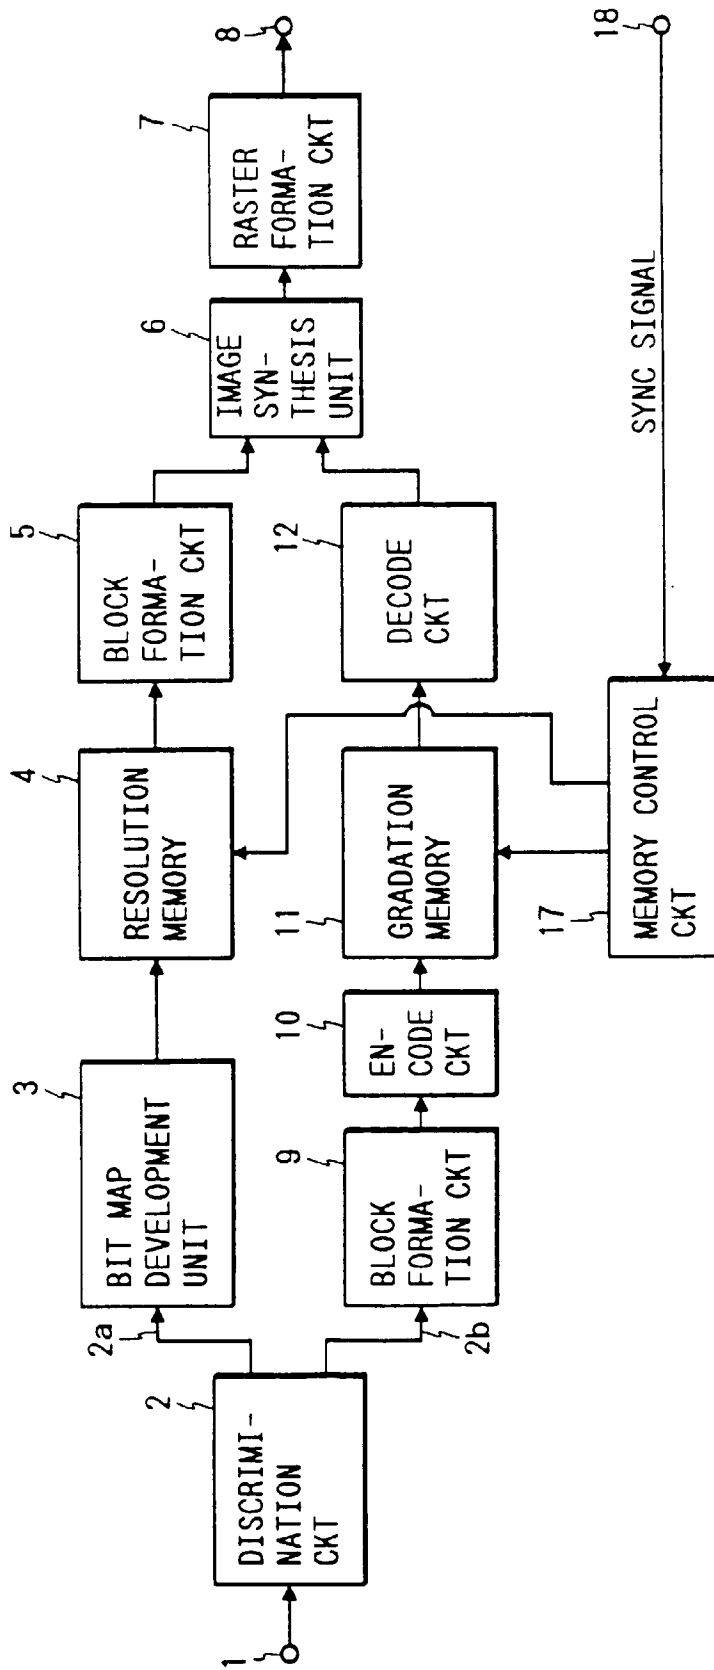 1
2
DISCRIMI-
NATION
CKT
2a
2b
3
BIT MAP
DEVELOPMENT
UNIT
4
RESOLUTION
MEMORY
5
BLOCK
FORMA-
TION CKT
6
IMAGE
SYN-
THESIS
UNIT
7
RASTER
FORMA-
TION CKT
8
9
BLOCK
FORMA-
TION CKT
10
EN-
CODE
CKT
11
GRADATION
MEMORY
12
DECODE
CKT
17
MEMORY CONTROL
CKT
SYNC SIGNAL
18